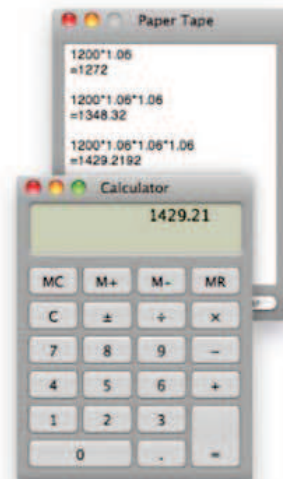 Paper Tape
1200*1.06
=1272
1200*1.06*1.06
=1348.32
1200*1.06*1.06*1.06
=1429.2192
Calculator
1429.21
MC M+ M- MR
C ± ÷ ×
7 8 9 −
4 5 6 +
1 2 3
0 . =